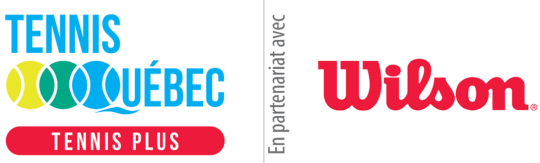 TENNIS
QUÉBEC
TENNIS PLUS
En partenariat avec
Wilson®